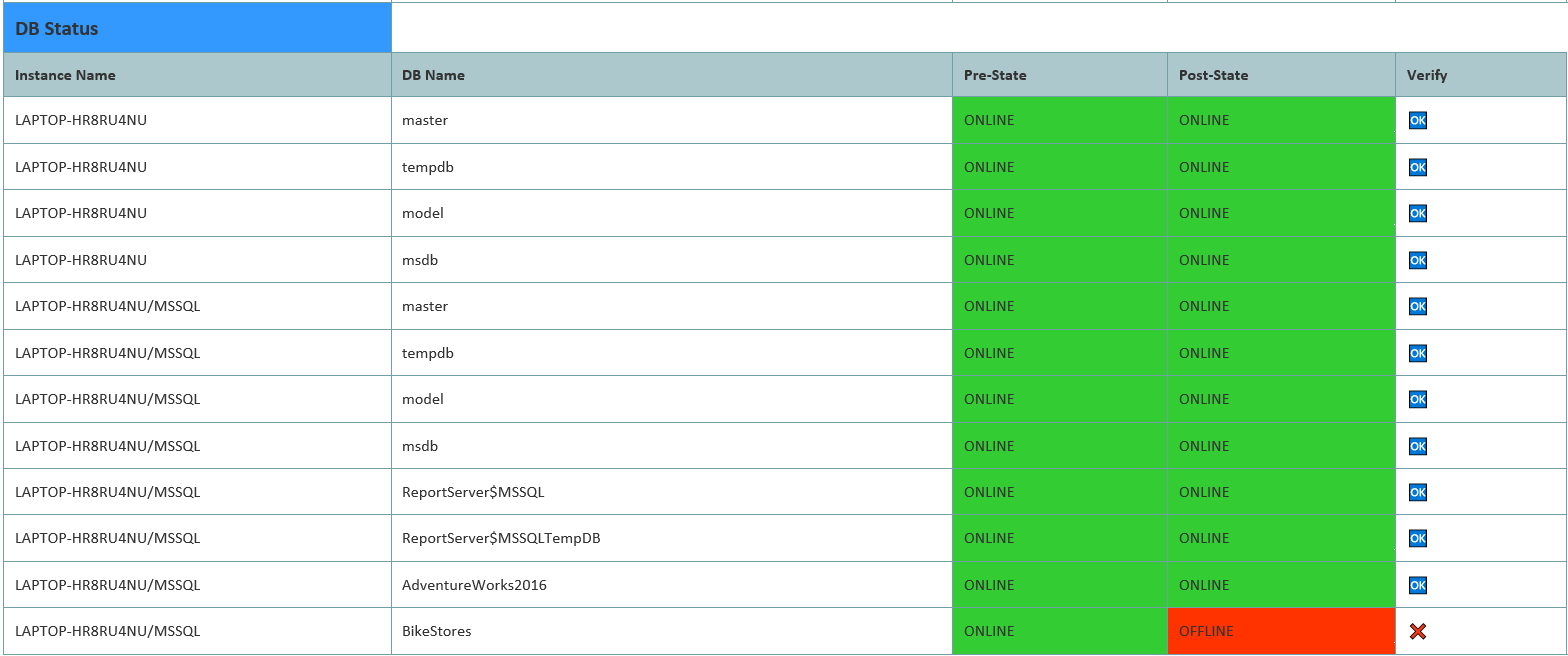 DB Status
Instance Name DB Name Pre-State Post-State Verify
LAPTOP-HR8RU4NU master ONLINE ONLINE OK
LAPTOP-HR8RU4NU tempdb ONLINE ONLINE OK
LAPTOP-HR8RU4NU model ONLINE ONLINE OK
LAPTOP-HR8RU4NU msdb ONLINE ONLINE OK
LAPTOP-HR8RU4NU/MSSQL master ONLINE ONLINE OK
LAPTOP-HR8RU4NU/MSSQL tempdb ONLINE ONLINE OK
LAPTOP-HR8RU4NU/MSSQL model ONLINE ONLINE OK
LAPTOP-HR8RU4NU/MSSQL msdb ONLINE ONLINE OK
LAPTOP-HR8RU4NU/MSSQL ReportServer$MSSQL ONLINE ONLINE OK
LAPTOP-HR8RU4NU/MSSQL ReportServer$MSSQLTempDB ONLINE ONLINE OK
LAPTOP-HR8RU4NU/MSSQL AdventureWorks2016 ONLINE ONLINE OK
LAPTOP-HR8RU4NU/MSSQL BikeStores ONLINE OFFLINE